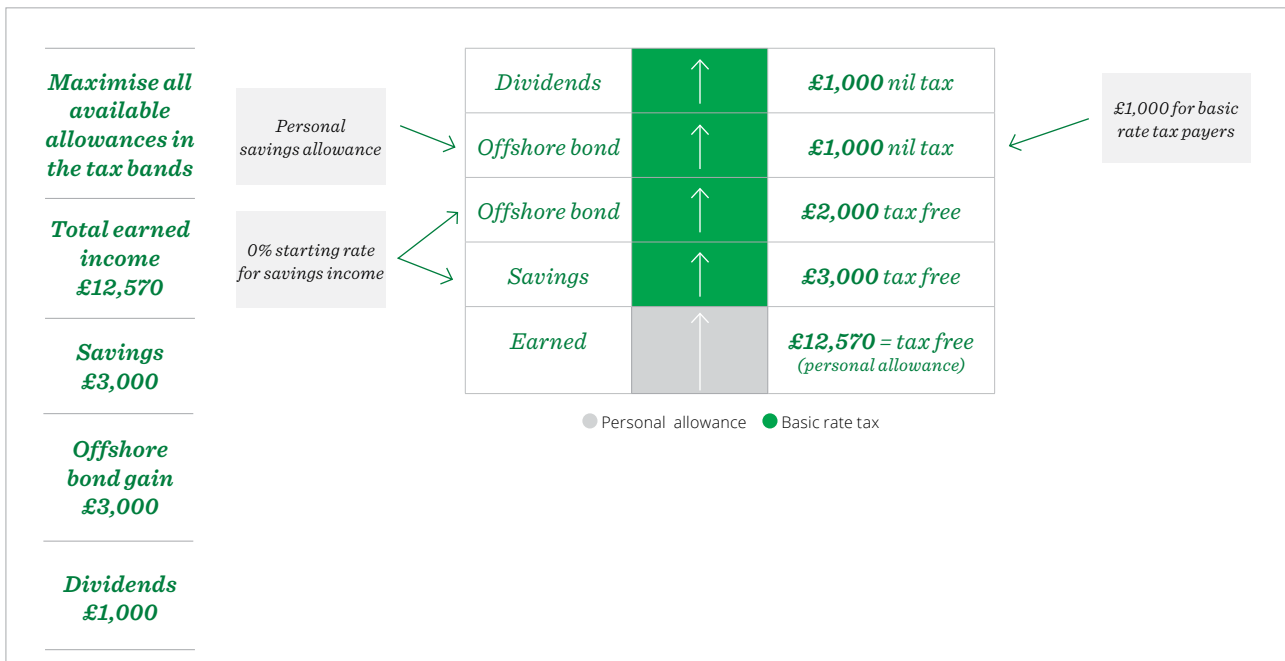 Maximise all
available
allowances in
the tax bands
Total earned
income
£12,570
Savings
£3,000
Offshore
bond gain
£3,000
Dividends
£1,000
Personal
savings allowance
0% starting rate
for savings income
Dividends
£1,000 nil tax
Offshore bond
£1,000 nil tax
Offshore bond
£2,000 tax free
Savings
£3,000 tax free
Earned
£12,570 = tax free
(personal allowance)
Personal allowance
Basic rate tax
£1,000 for basic
rate tax payers